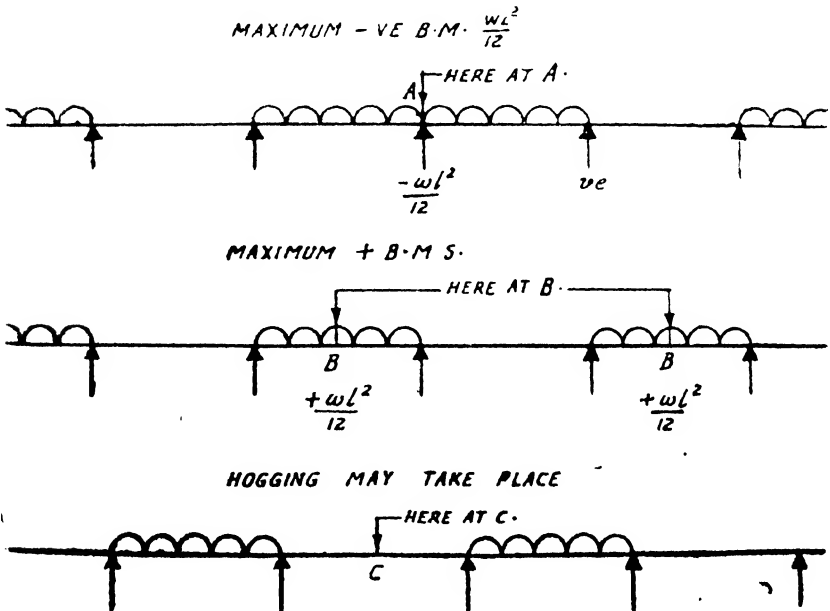 MAXIMUM - VE B.M. WL²/12
HERE AT A.
A
-wl²/12
ve
MAXIMUM + B.M S.
HERE AT B.
B
B
+wl²/12
+wl²/12
HOGGING MAY TAKE PLACE
HERE AT C.
C